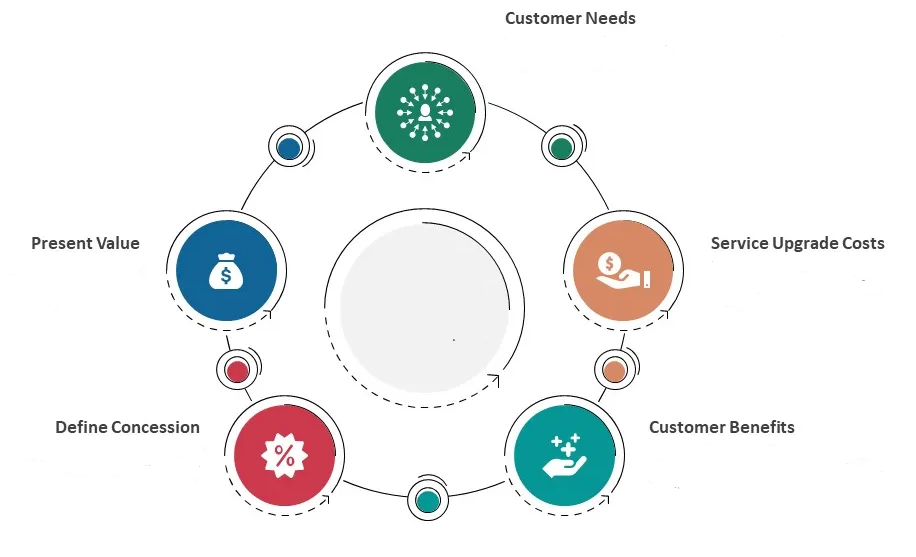 Customer Needs
Present Value
Service Upgrade Costs
$
$
Define Concession
Customer Benefits
%